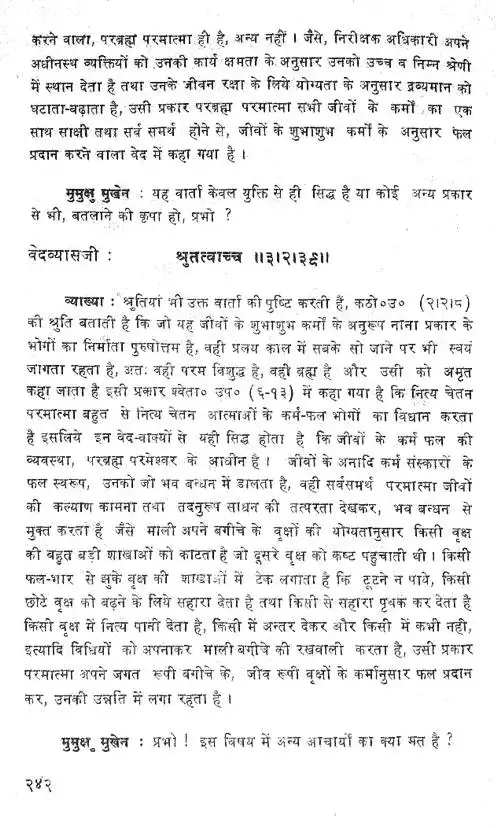 करने वाला, परब्रह्म परमात्मा ही है, अन्य नहीं । जैसे, निरीक्षक अधिकारी अपने
अधीनस्थ व्यक्तियों को उनकी कार्य क्षमता के अनुसार उनको उच्च व निम्न श्रेणी
में स्थान देता है तथा उनके जीवन रक्षा के लिये योग्यता के अनुसार द्रव्यमान को
घटाता-बढ़ाता है, उसी प्रकार परब्रह्म परमात्मा सभी जीवों के कर्मों का एक
साथ साक्षी तथा सर्व समर्थ होने से, जीवों के शुभाशुभ कर्मों के अनुसार फल
प्रदान करने वाला वेद में कहा गया है ।
मुमुक्षु मुखेन : यह वार्ता केवल युक्ति से ही सिद्ध है या कोई अन्य प्रकार
से भी, बतलाने की कृपा हो, प्रभो ?
वेदव्यासजी : श्रुतत्वाच्च ॥३।२।३९॥
व्याख्या : श्रुतियां भी उक्त वार्ता की पुष्टि करती हैं, कठो०उ० (२।२।८)
की श्रुति बताती है कि जो यह जीवों के शुभाशुभ कर्मों के अनुरूप नाना प्रकार के
भोगों का निर्माता पुरुषोत्तम है, वही प्रलय काल में सबके सो जाने पर भी स्वयं
जागता रहता है, अतः वही परम विशुद्ध है, वही ब्रह्म है और उसी को अमृत
कहा जाता है इसी प्रकार श्वेता० उप० (६-१३) में कहा गया है कि नित्य चेतन
परमात्मा बहुत से नित्य चेतन आत्माओं के कर्म-फल भोगों का विधान करता
है इसलिये इन वेद-वाक्यों से यही सिद्ध होता है कि जीवों के कर्म फल की
व्यवस्था, परब्रह्म परमेश्वर के आधीन है । जीवों के अनादि कर्म संस्कारों के
फल स्वरूप, उनको जो भव बन्धन में डालता है, वही सर्वसमर्थ परमात्मा जीवों
की कल्याण कामना तथा तदनुरूप साधन की तत्परता देखकर, भव बन्धन से
मुक्त करता है जैसे माली अपने बगीचे के वृक्षों की योग्यतानुसार किसी वृक्ष
की बहुत बड़ी शाखाओं को काटता है जो दूसरे वृक्ष को कष्ट पहुचाती थी । किसी
फल-भार से झुके वृक्ष की शाखाओं में टेक लगाता है कि टूटने न पाये, किसी
छोटे वृक्ष को बढ़ने के लिये सहारा देता है तथा किसी से सहारा पृथक कर देता है
किसी वृक्ष में नित्य पानी देता है, किसी में अन्तर देकर और किसी में कभी नही,
इत्यादि विधियों को अपनाकर माली बगीचे की रखवाली करता है, उसी प्रकार
परमात्मा अपने जगत रूपी बगीचे के, जीव रूपी वृक्षों के कर्मानुसार फल प्रदान
कर, उनकी उन्नति में लगा रहता है ।
मुमुक्षु मुखेन : प्रभो ! इस विषय में अन्य आचार्यों का क्या मत है ?
२४२